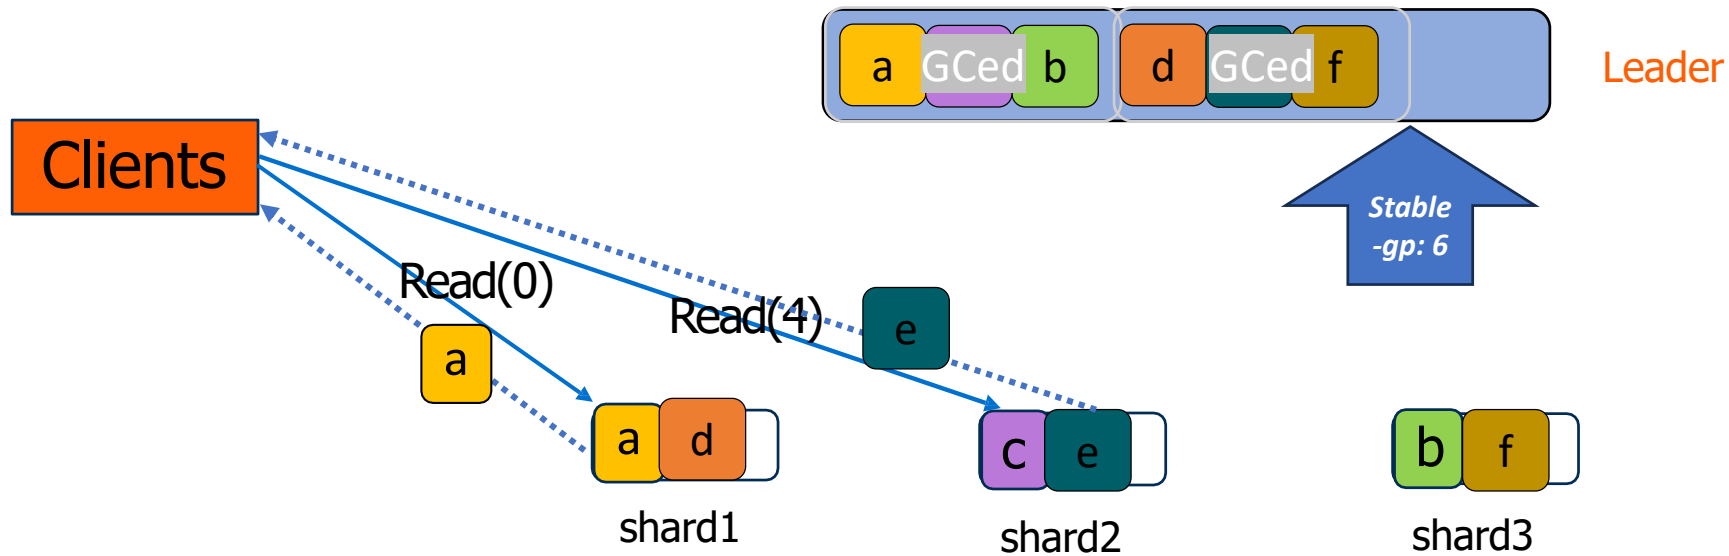 a GCed b d GCed f
Leader
Clients
Stable
-gp: 6
Read(0)
Read(4)
e
a
a d
c e
b f
shard1
shard2
shard3